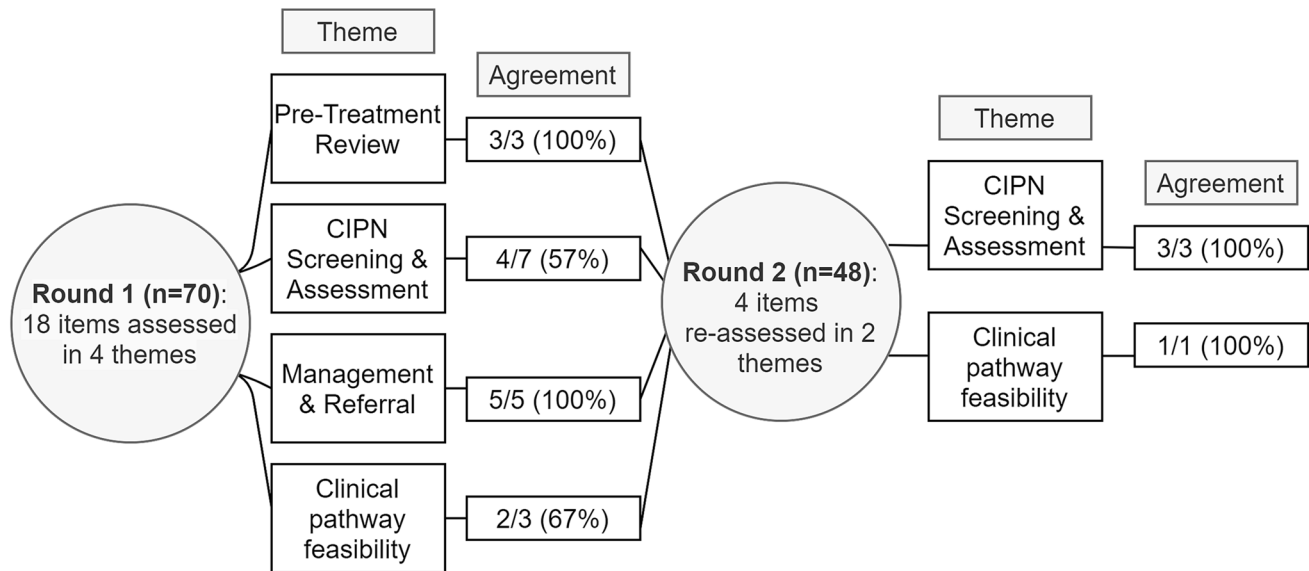 Theme
Agreement
Pre-Treatment
Review
3/3 (100%)
CIPN
Screening &
Assessment
4/7 (57%)
Round 1 (n=70):
18 items assessed
in 4 themes
Management
& Referral
5/5 (100%)
Clinical
pathway
feasibility
2/3 (67%)
Round 2 (n=48):
4 items
re-assessed in 2
themes
Theme
Agreement
CIPN
Screening &
Assessment
3/3 (100%)
Clinical
pathway
feasibility
1/1 (100%)